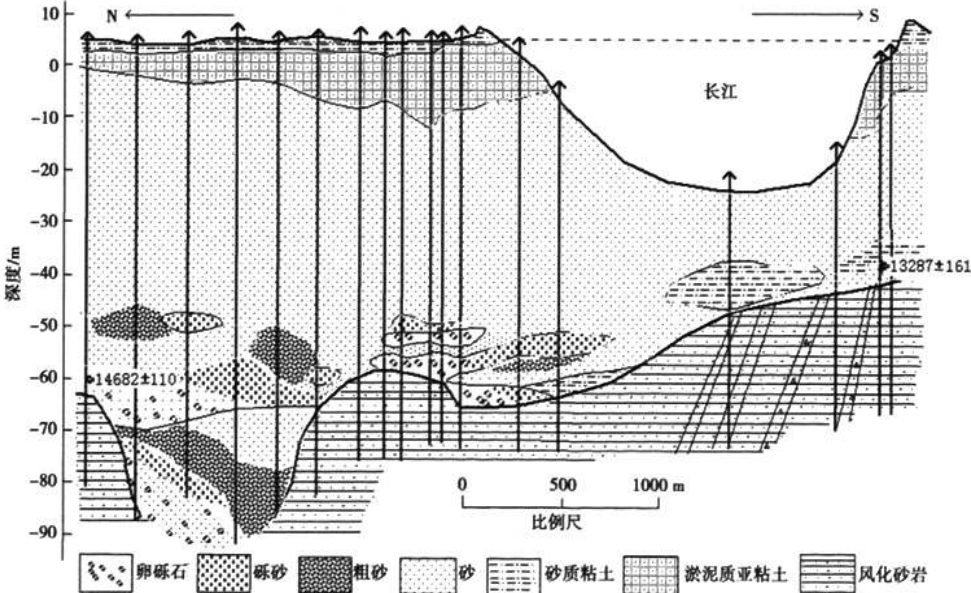 N
S
10
0
-10
-20
-30
-40
-50
-60
-70
-80
-90
深度/m
长江
13287±161
14682±110
0
500
1000 m
比例尺
卵砾石
砾砂
粗砂
砂
砂质粘土
淤泥质亚粘土
风化砂岩